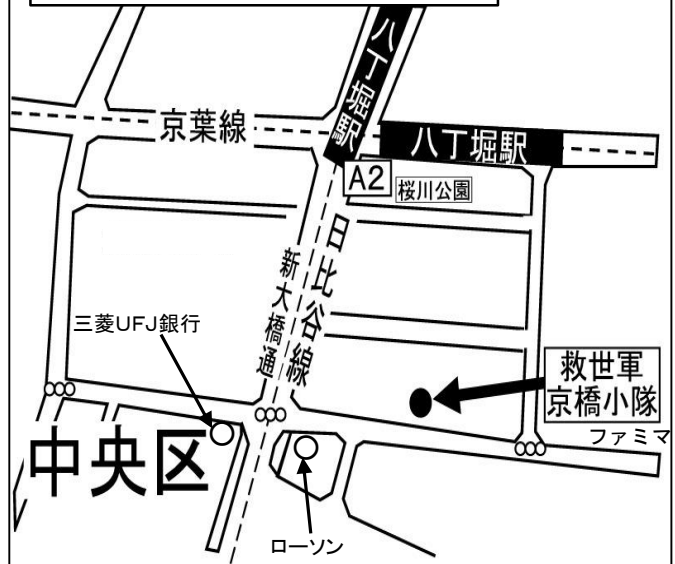 八丁堀駅
京葉線
八丁堀駅
A2
桜川公園
日比谷線
新大橋通
三菱UFJ銀行
救世軍
京橋小隊
ファミマ
中央区
ローソン